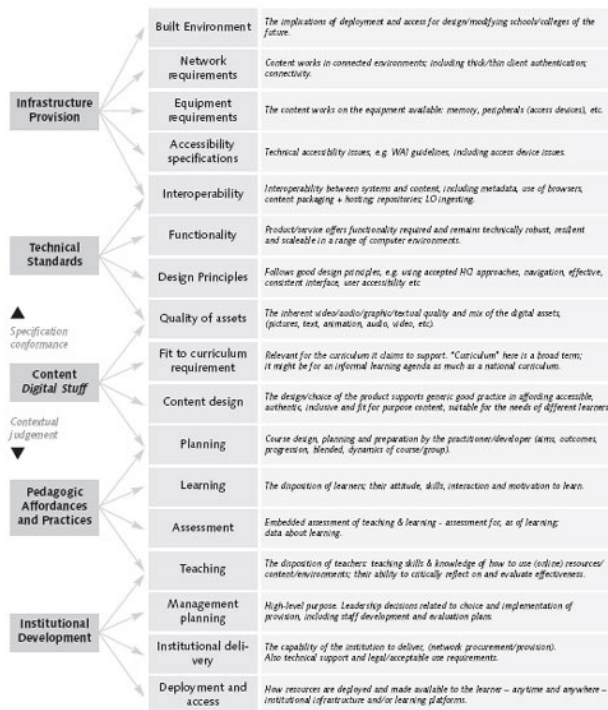 Built Environment
The implications of deployment and access for design/modifying schools/colleges of the
future.
Network
requirements
Content works in connected environments; including thick/thin client authentication;
connectivity.
Infrastructure
Provision
Equipment
requirements
The content works on the equipment available: memory, peripherals (access devices), etc.
Accessibility
specifications
Technical accessibility issues, e.g. WAI guidelines, including access device issues.
Interoperability
Interoperability between systems and content, including metadata, use of browsers,
content packaging + hosting; repositories; LO ingesting.
Functionality
Product/service offers functionality required and remains technically robust, resilient
and scaleable in a range of computer environments.
Technical
Standards
Design Principles
Follows good design principles, e.g. using accepted HCI approaches, navigation, effective,
consistent interface, user accessibility etc
Quality of assets
The inherent video/audio/graphic/textual quality and mix of the digital assets,
(pictures, text, animation, audio, video, etc).
Specification
conformance
Fit to curriculum
requirement
Relevant for the curriculum it claims to support. "Curriculum" here is a broad term;
it might be for an informal learning agenda as much as a national curriculum.
Content
Digital Stuff
Content design
The design/choice of the product supports generic good practice in affording accessible,
authentic, inclusive and fit for purpose content, suitable for the needs of different learners
Contextual
judgement
Planning
Course design, planning and preparation by the practitioner/developer (aims, outcomes,
progression, blended, dynamics of course/group).
Pedagogic
Affordances
and Practices
Learning
The disposition of learners; their attitude, skills, interaction and motivation to learn.
Assessment
Embedded assessment of teaching & learning - assessment for, as of learning;
data about learning.
Teaching
The disposition of teachers: teaching skills & knowledge of how to use (online) resources/
content/environments; their ability to critically reflect on and evaluate effectiveness.
Management
planning
High-level purpose. Leadership decisions related to choice and implementation of
provision, including staff development and evaluation plans.
Institutional
Development
Institutional deli-
very
The capability of the institution to deliver, (network procurement/provision).
Also technical support and legal/acceptable use requirements.
Deployment and
access
How resources are deployed and made available to the learner – anytime and anywhere –
institutional infrastructure and/or learning platforms.